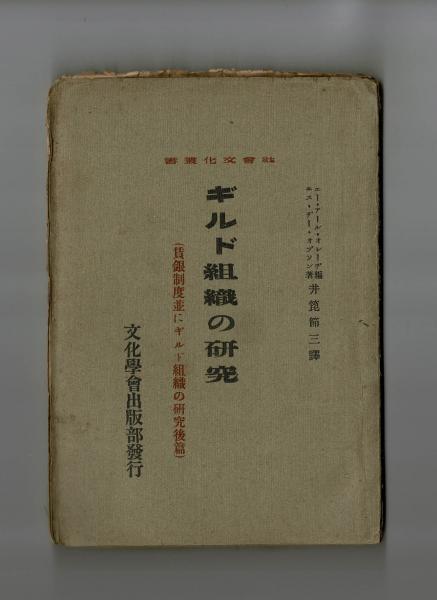 社會文化叢書
エー・アール・オレーヂ編
エス・ヂー・オブソン著
井箆節三譯
ギルド組織の研究
(賃銀制度並にギルド組織の研究後篇)
文化學會出版部發行